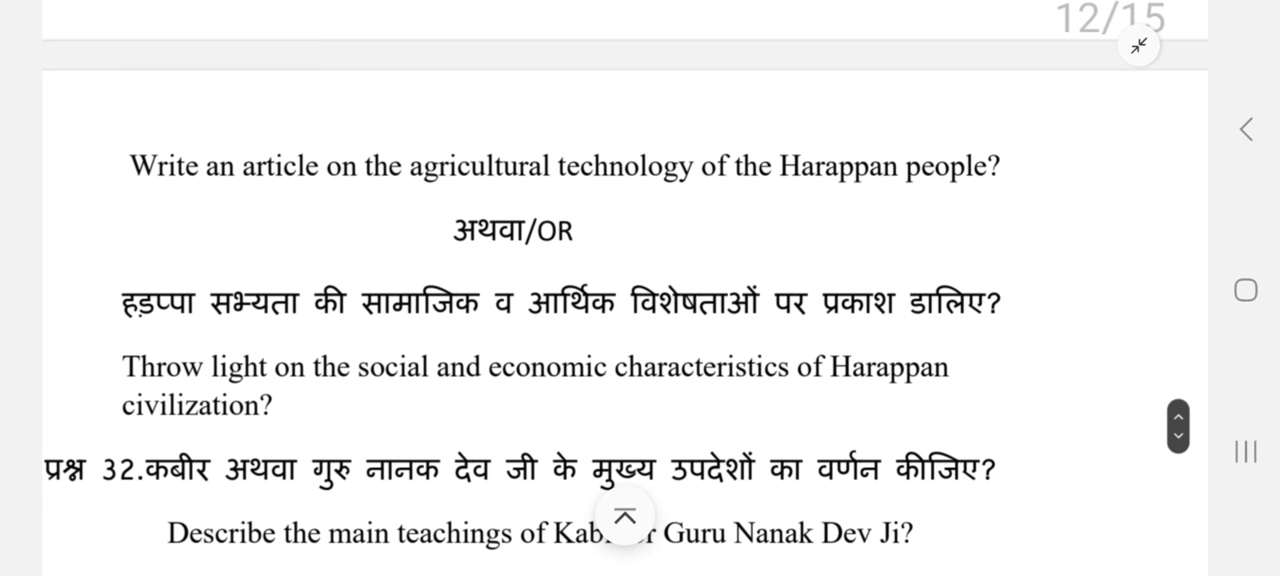 12/15
Write an article on the agricultural technology of the Harappan people?
अथवा/OR
हड़प्पा सभ्यता की सामाजिक व आर्थिक विशेषताओं पर प्रकाश डालिए?
Throw light on the social and economic characteristics of Harappan
civilization?
प्रश्न 32.कबीर अथवा गुरु नानक देव जी के मुख्य उपदेशों का वर्णन कीजिए?
Describe the main teachings of Guru Nanak Dev Ji?